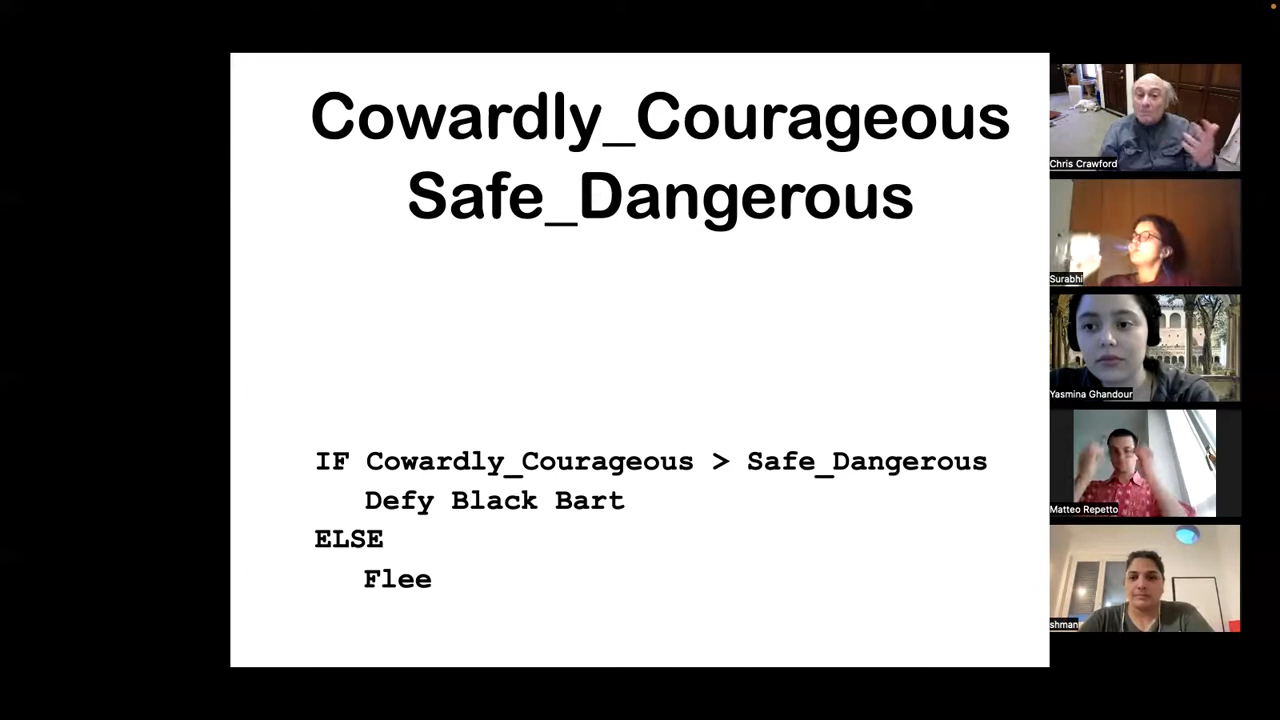 Cowardly_Courageous
Safe_Dangerous
IF Cowardly_Courageous > Safe_Dangerous
Defy Black Bart
ELSE
Flee
Chris Crawford
Surabhi
Yasmina Ghandour
Matteo Repetto
shman